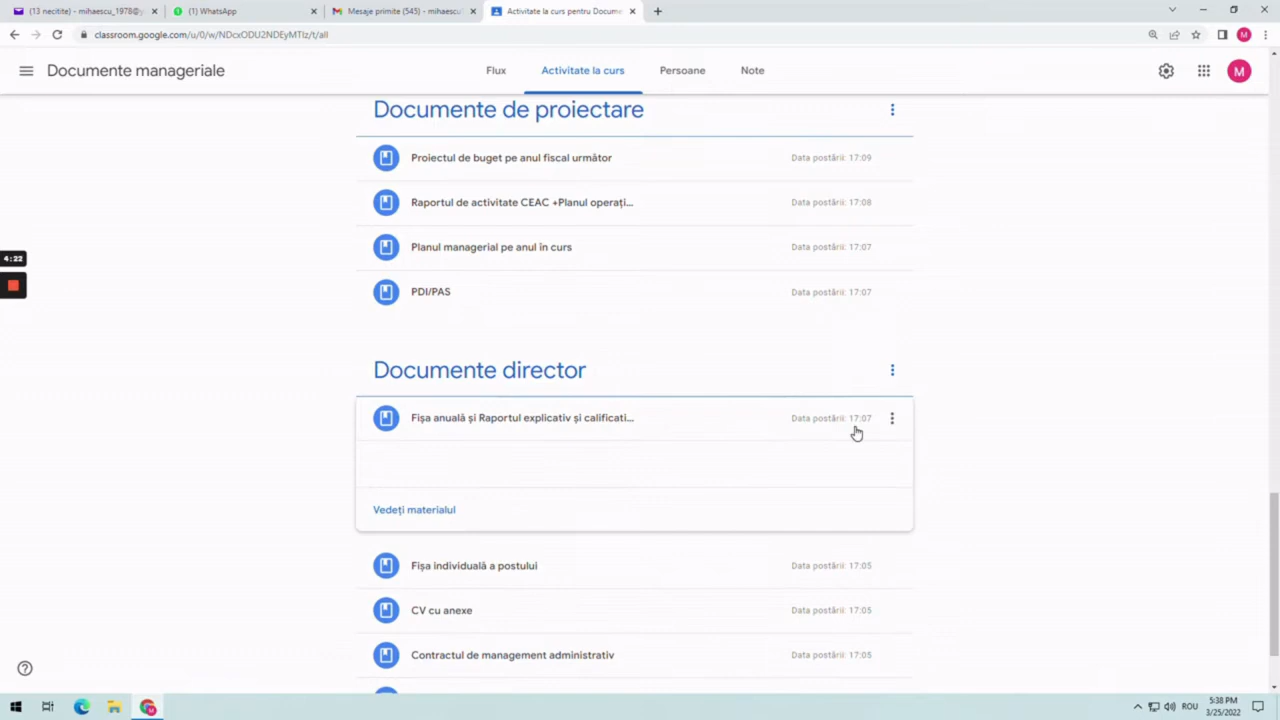 (13 necitite) - mihaescu_1978@y
(1) WhatsApp
Mesaje primite (543) - mihaescu.
Activitate la curs pentru Docume
classroom.google.com/u/0/w/NDcxODU2NDEyMTIz/t/all
M
Documente manageriale
Flux
Activitate la curs
Persoane
Note
M
Documente de proiectare
Proiectul de buget pe anul fiscal următor
Data postării: 17:09
Raportul de activitate CEAC +Planul operați...
Data postării: 17:08
Planul managerial pe anul în curs
Data postării: 17:07
4:22
PDI/PAS
Data postării: 17:07
Documente director
Fișa anuală și Raportul explicativ și calificati...
Data postării: 17:07
Vedeți materialul
Fișa individuală a postului
Data postării: 17:05
CV cu anexe
Data postării: 17:05
Contractul de management administrativ
Data postării: 17:05
ROU
5:38 PM
3/25/2022